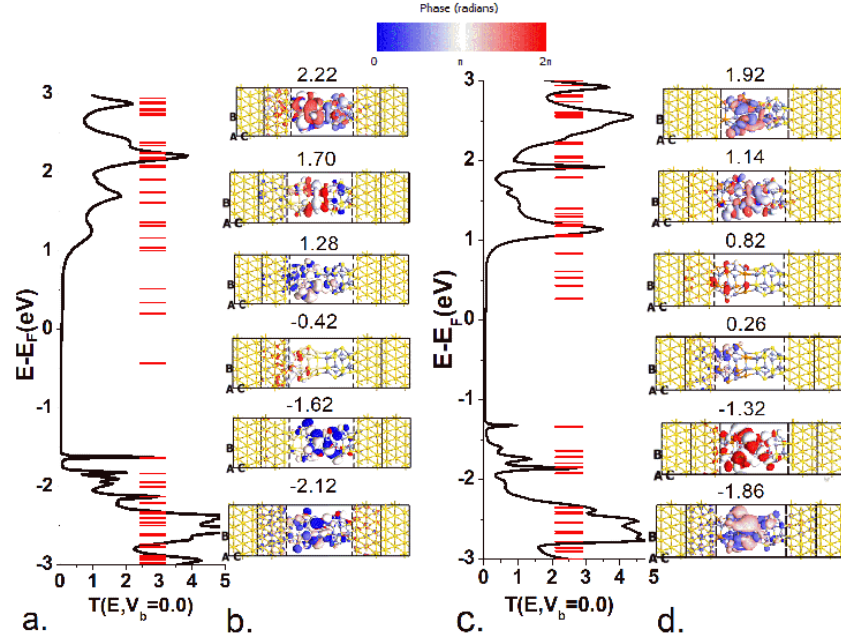 Phase (radians)
0 π 2π
3
2
1
0
-1
-2
-3
E-E_F(eV)
0 1 2 3 4 5
T(E,V_b=0.0)
a.
2.22
B
A C
1.70
B
A C
1.28
B
A C
-0.42
B
A C
-1.62
B
A C
-2.12
B
A C
b.
3
2
1
0
-1
-2
-3
E-E_F(eV)
0 1 2 3 4 5
T(E,V_b=0.0)
c.
1.92
B
A C
1.14
B
A C
0.82
B
A C
0.26
B
A C
-1.32
B
A C
-1.86
B
A C
d.